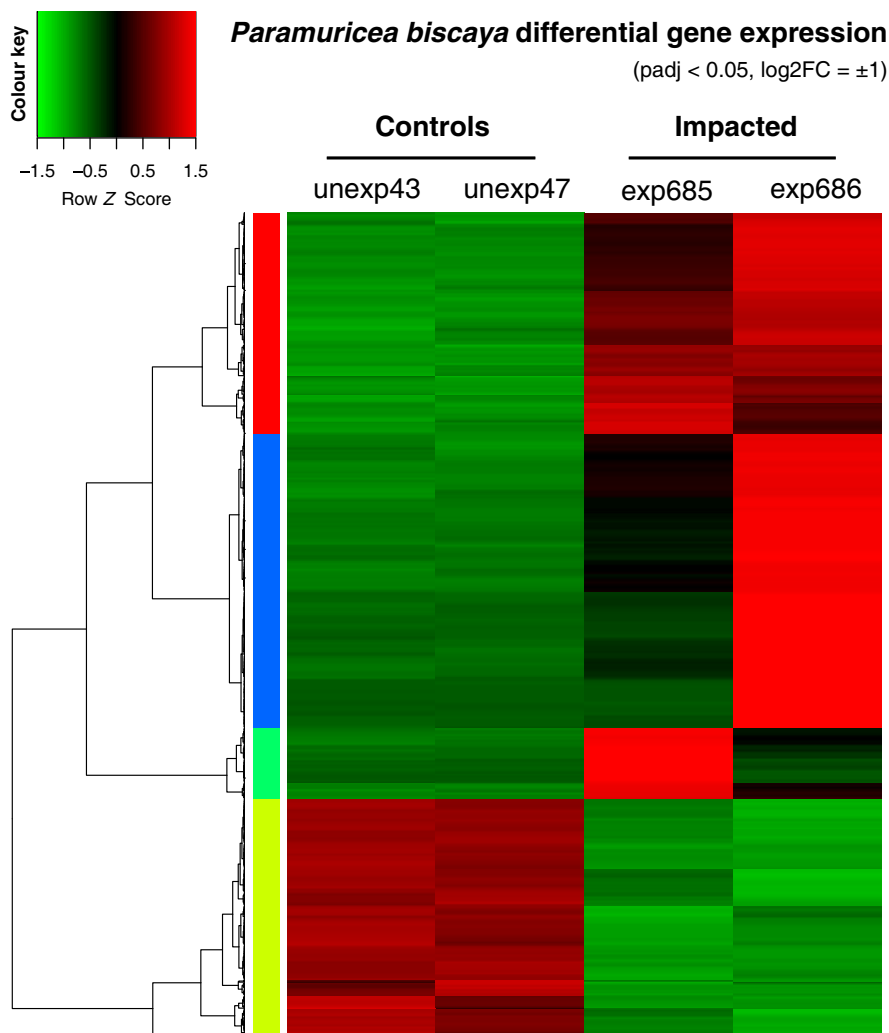 Colour key
−1.5 −0.5 0.5 1.5
Row Z Score
Paramuricea biscaya differential gene expression
(padj < 0.05, log2FC = ±1)
Controls Impacted
unexp43 unexp47 exp685 exp686